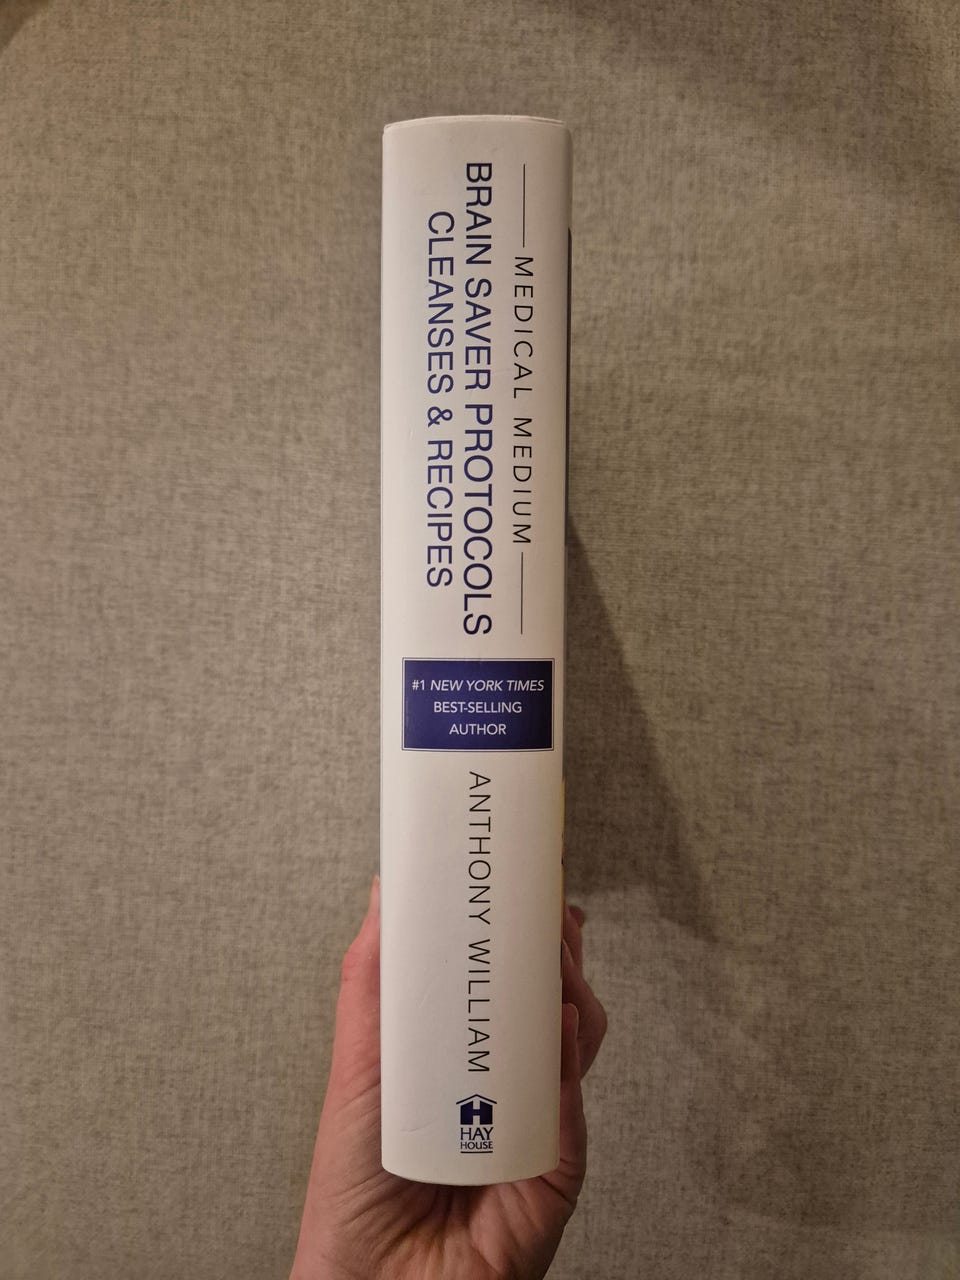 MEDICAL MEDIUM
BRAIN SAVER PROTOCOLS
CLEANSES & RECIPES
#1 NEW YORK TIMES
BEST-SELLING
AUTHOR
ANTHONY WILLIAM
HAY
HOUSE